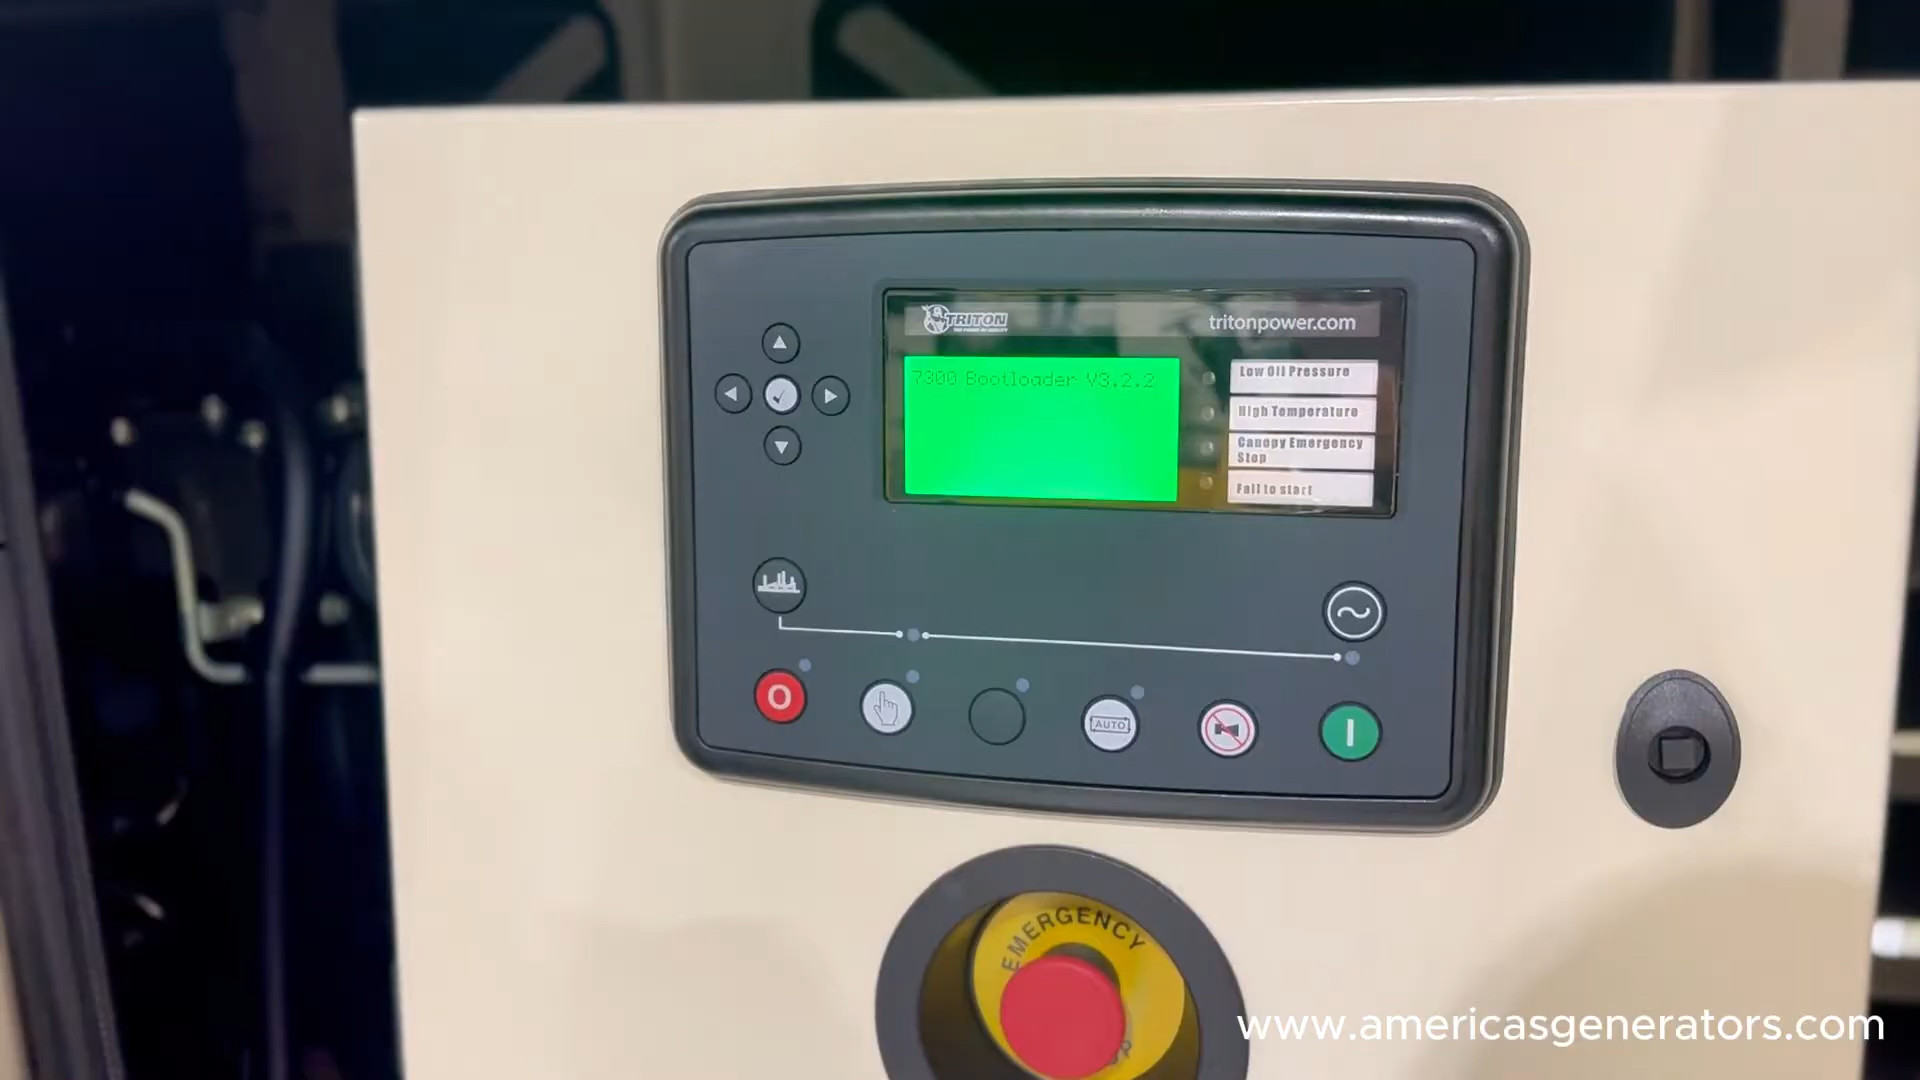 TRITON
tritonpower.com
7300 Bootloader V3.2.2
Low Oil Pressure
High Temperature
Canopy Emergency
Stop
Fail to start
O
AUTO
I
EMERGENCY
www.americasgenerators.com